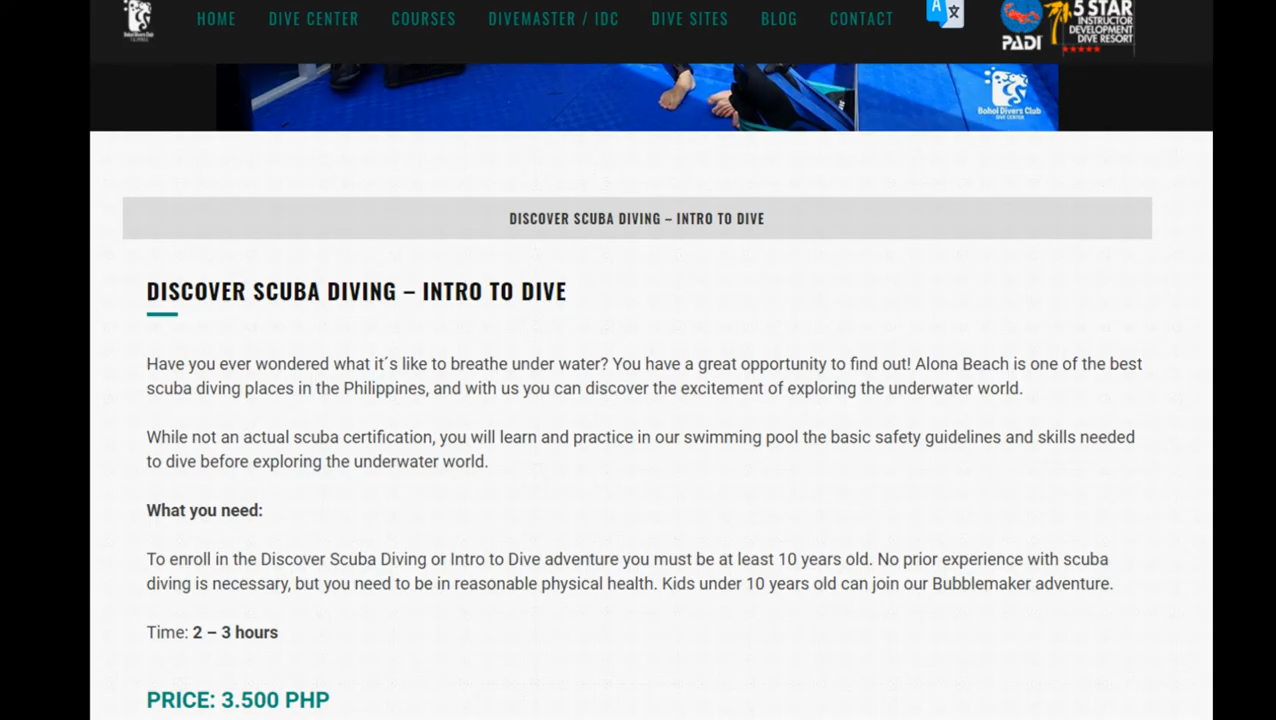 HOME DIVE CENTER COURSES DIVEMASTER / IDC DIVE SITES BLOG CONTACT
A 文
PADI
5 STAR
INSTRUCTOR
DEVELOPMENT
DIVE RESORT
Bohol Divers Club
Bohol Divers Club
DIVE CENTER
DISCOVER SCUBA DIVING – INTRO TO DIVE
DISCOVER SCUBA DIVING – INTRO TO DIVE
Have you ever wondered what it´s like to breathe under water? You have a great opportunity to find out! Alona Beach is one of the best
scuba diving places in the Philippines, and with us you can discover the excitement of exploring the underwater world.
While not an actual scuba certification, you will learn and practice in our swimming pool the basic safety guidelines and skills needed
to dive before exploring the underwater world.
What you need:
To enroll in the Discover Scuba Diving or Intro to Dive adventure you must be at least 10 years old. No prior experience with scuba
diving is necessary, but you need to be in reasonable physical health. Kids under 10 years old can join our Bubblemaker adventure.
Time: 2 – 3 hours
PRICE: 3.500 PHP